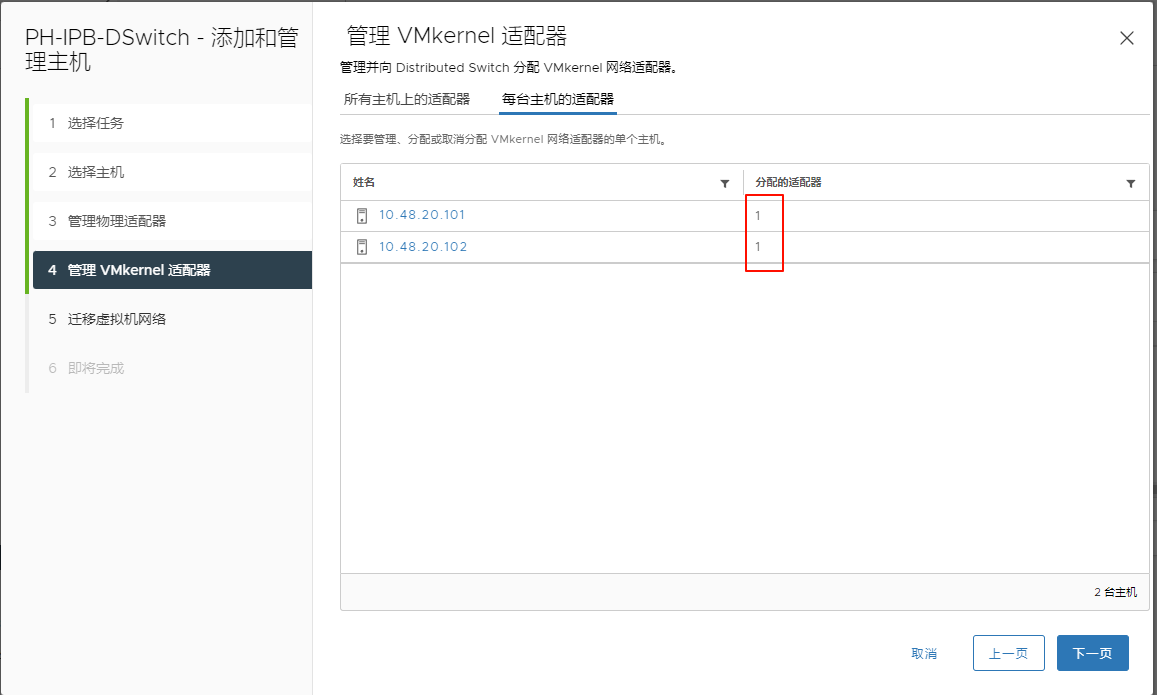 PH-IPB-DSwitch - 添加和管
理主机
1 选择任务
2 选择主机
3 管理物理适配器
4 管理 VMkernel 适配器
5 迁移虚拟机网络
6 即将完成
管理 VMkernel 适配器
管理并向 Distributed Switch 分配 VMkernel 网络适配器。
所有主机上的适配器 每台主机的适配器
选择要管理、分配或取消分配 VMkernel 网络适配器的单个主机。
姓名 分配的适配器
10.48.20.101 1
10.48.20.102 1
2 台主机
取消 上一页 下一页